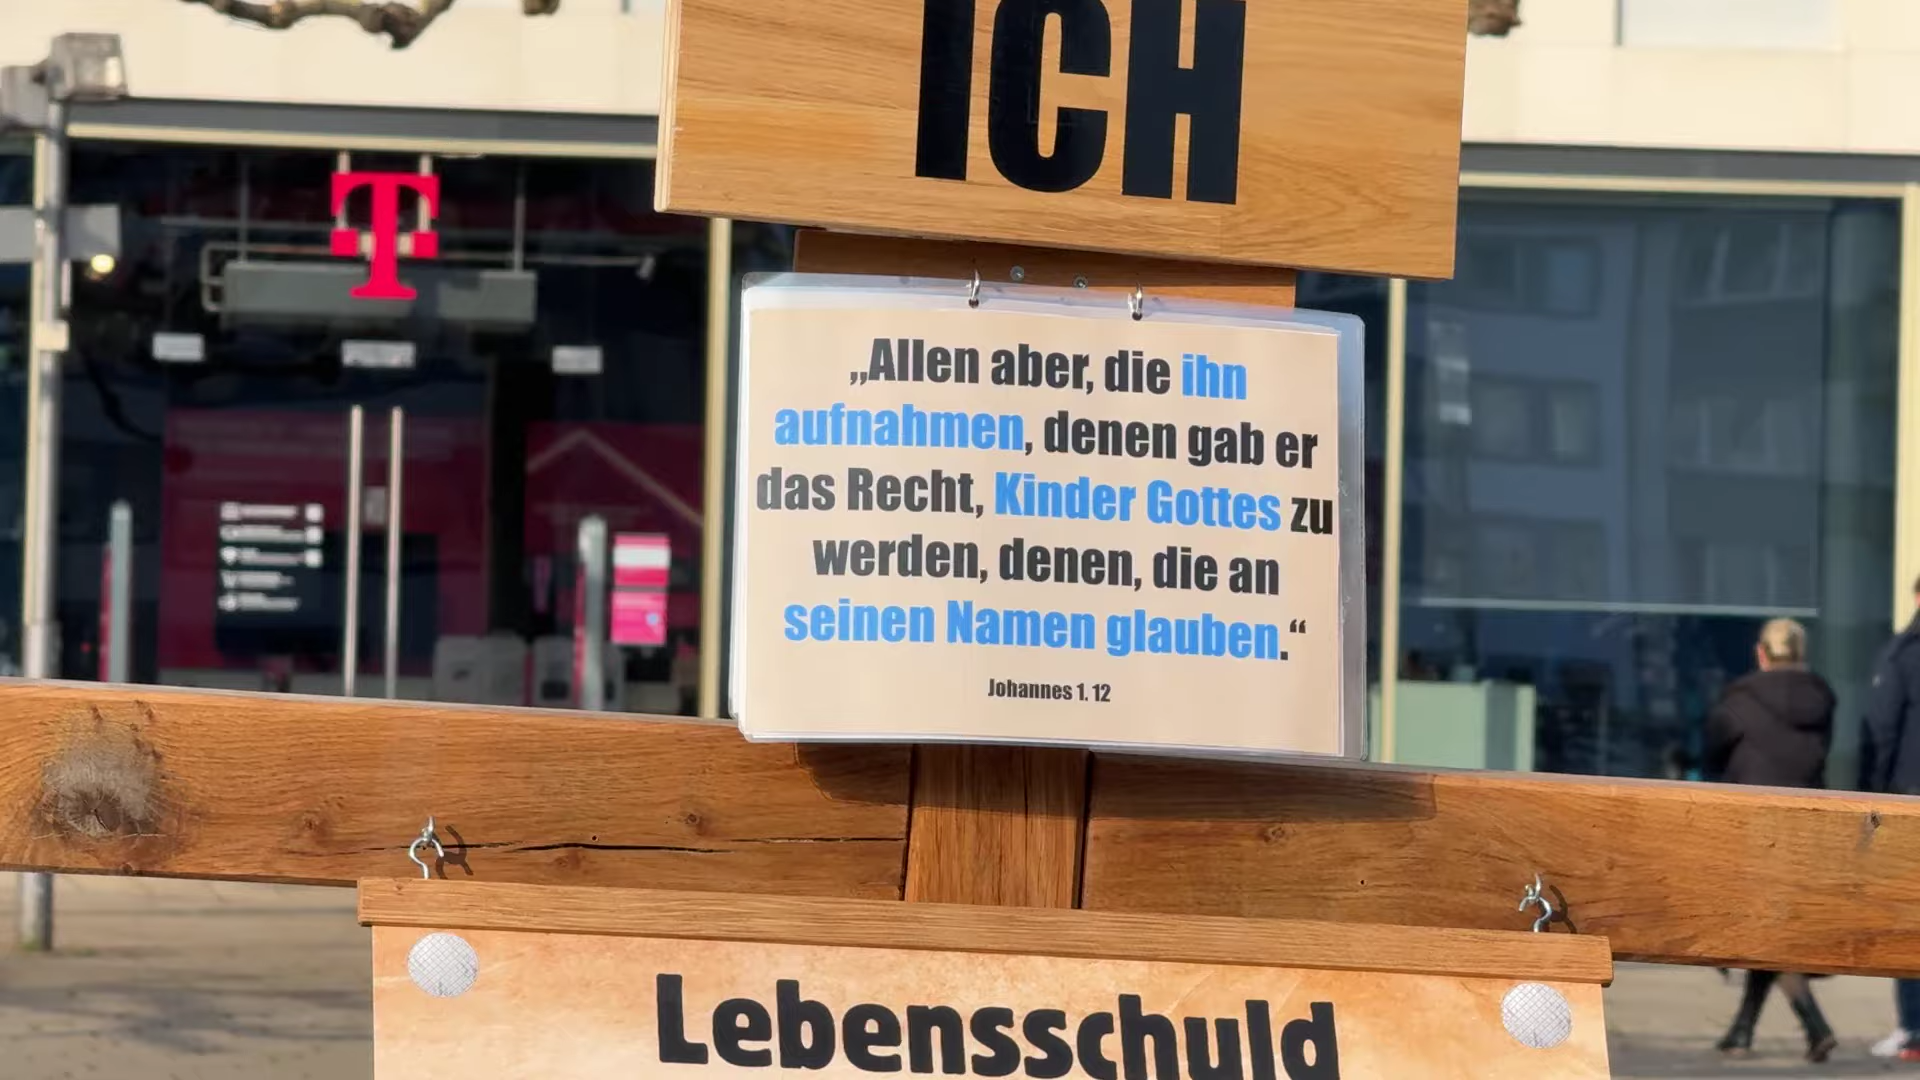 ICH
T
„Allen aber, die ihn
aufnahmen, denen gab er
das Recht, Kinder Gottes zu
werden, denen, die an
seinen Namen glauben.“
Johannes 1. 12
Lebensschuld